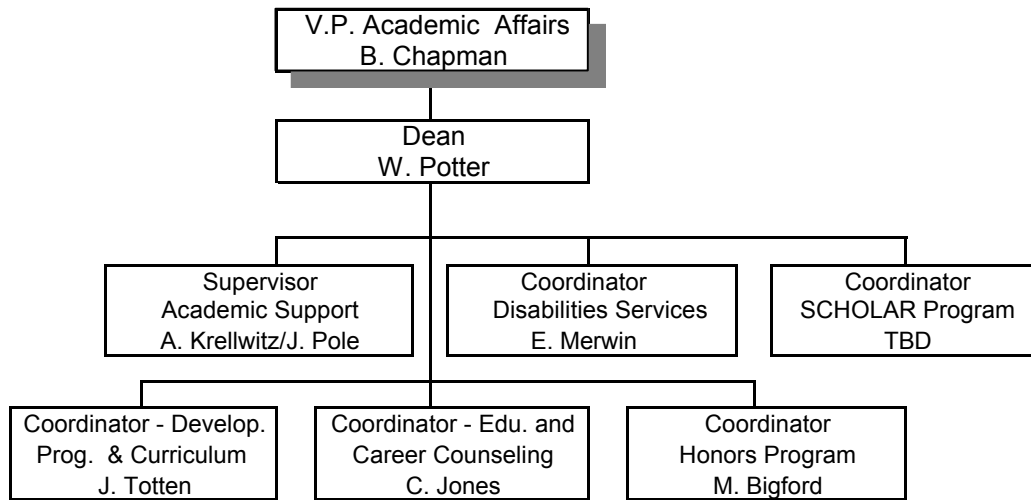 V.P. Academic Affairs
B. Chapman
Dean
W. Potter
Supervisor
Academic Support
A. Krellwitz/J. Pole
Coordinator
Disabilities Services
E. Merwin
Coordinator
SCHOLAR Program
TBD
Coordinator - Develop.
Prog. & Curriculum
J. Totten
Coordinator - Edu. and
Career Counseling
C. Jones
Coordinator
Honors Program
M. Bigford